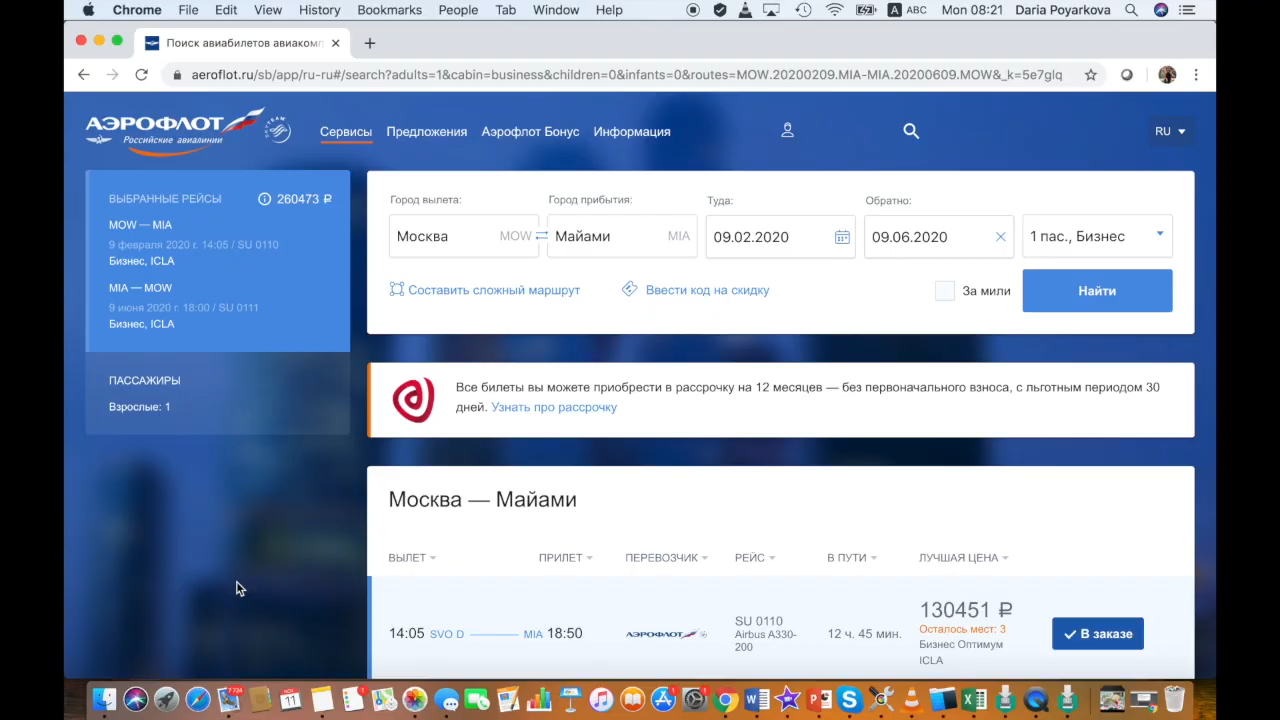 Chrome File Edit View History Bookmarks People Tab Window Help
A ABC Mon 08:21 Daria Poyarkova
Поиск авиабилетов авиакомп
aeroflot.ru/sb/app/ru-ru#/search?adults=1&cabin=business&children=0&infants=0&routes=MOW.20200209.MIA-MIA.20200609.MOW&_k=5e7glq
АЭРОФЛОТ
Российские авиалинии
Сервисы Предложения Аэрофлот Бонус Информация
RU
ВЫБРАННЫЕ РЕЙСЫ 260473 ₽
MOW — MIA
9 февраля 2020 г. 14:05 / SU 0110
Бизнес, ICLA
MIA — MOW
9 июня 2020 г. 18:00 / SU 0111
Бизнес, ICLA
ПАССАЖИРЫ
Взрослые: 1
Город вылета: Город прибытия: Туда: Обратно:
Москва MOW Майами MIA 09.02.2020 09.06.2020 1 пас., Бизнес
Составить сложный маршрут Ввести код на скидку За мили Найти
Все билеты вы можете приобрести в рассрочку на 12 месяцев — без первоначального взноса, с льготным периодом 30
дней. Узнать про рассрочку
Москва — Майами
ВЫЛЕТ ПРИЛЕТ ПЕРЕВОЗЧИК РЕЙС В ПУТИ ЛУЧШАЯ ЦЕНА
14:05 SVO D MIA 18:50 АЭРОФЛОТ
SU 0110
Airbus A330-
200
12 ч. 45 мин.
130451 ₽
Осталось мест: 3
Бизнес Оптимум
ICLA
В заказе